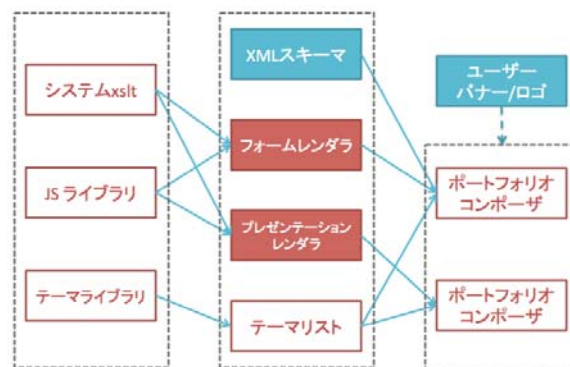 システムxslt
JS ライブラリ
テーマライブラリ
XMLスキーマ
フォームレンダラ
プレゼンテーション
レンダラ
テーマリスト
ユーザー
バナー/ロゴ
ポートフォリオ
コンポーザ
ポートフォリオ
コンポーザ